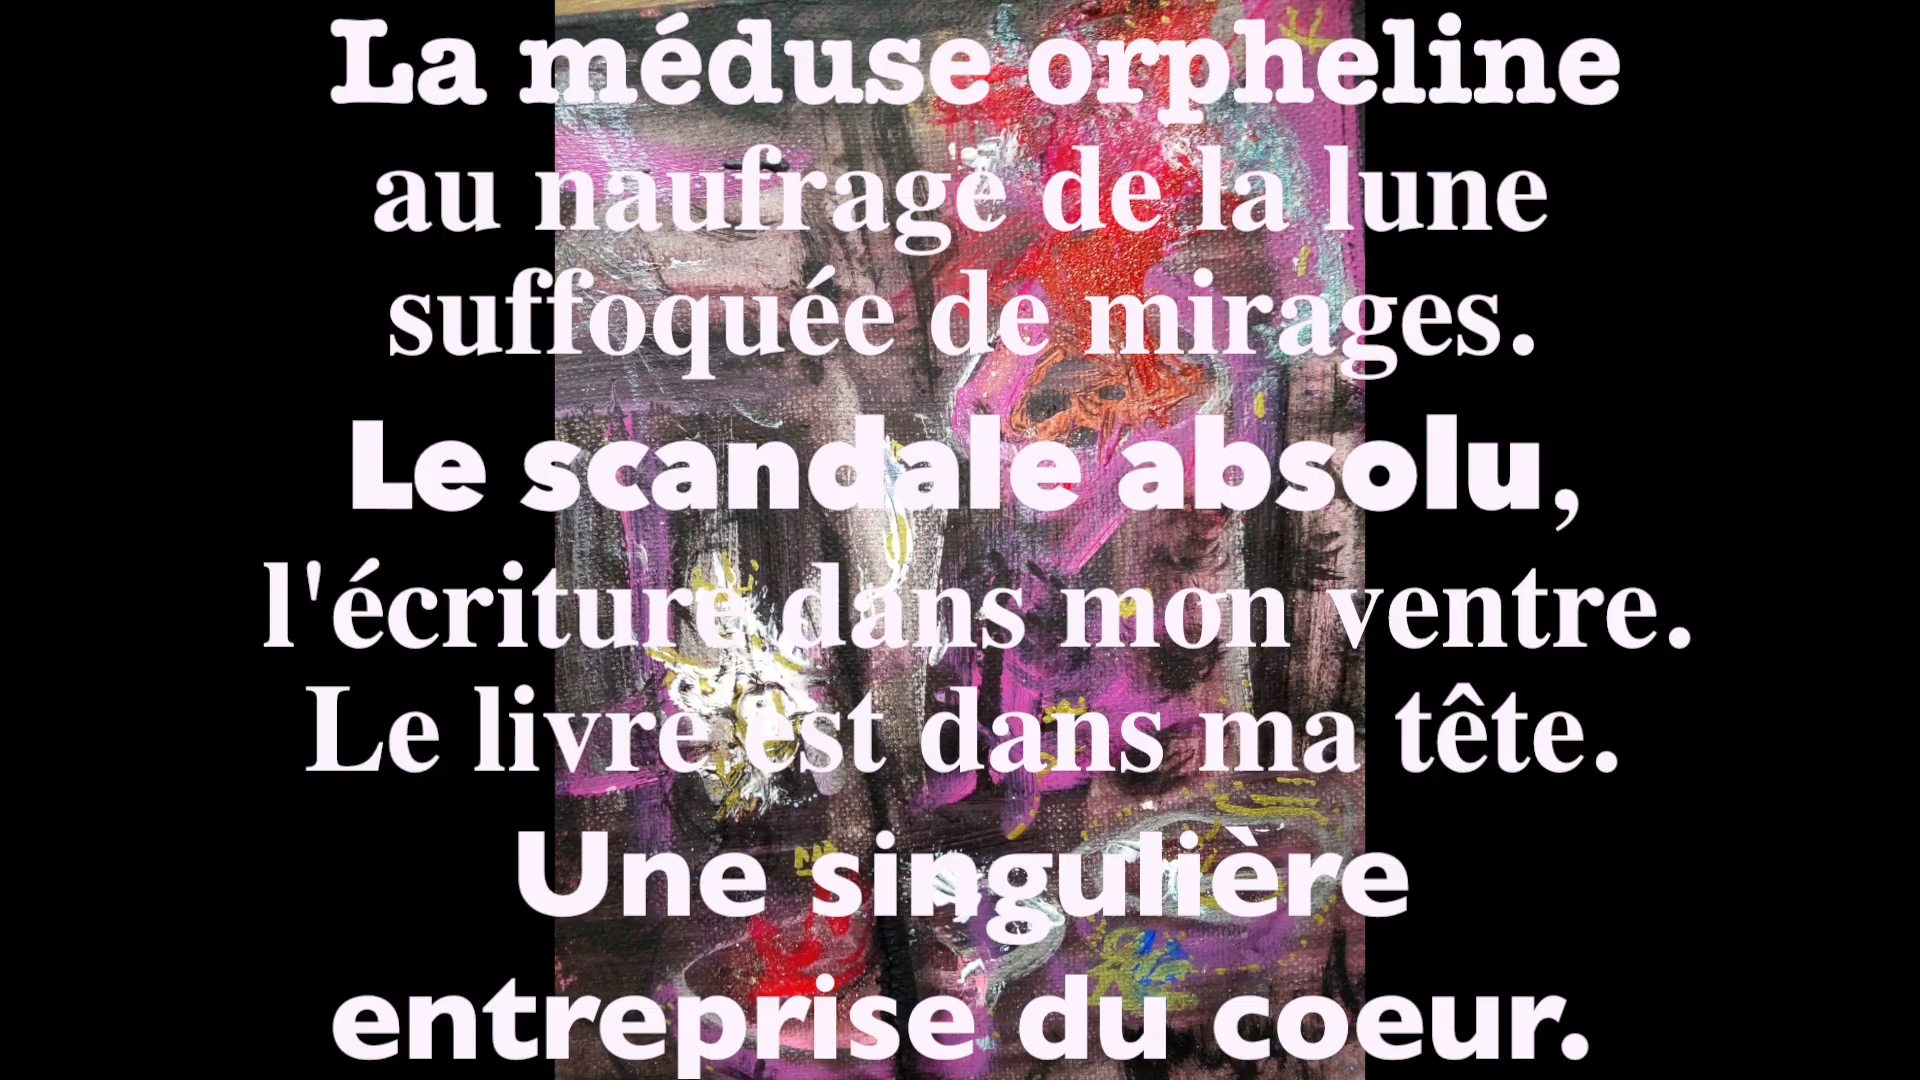 La méduse orpheline
au naufrage de la lune
suffoquée de mirages.
Le scandale absolu,
l'écriture dans mon ventre.
Le livre est dans ma tête.
Une singulière
entreprise du coeur.